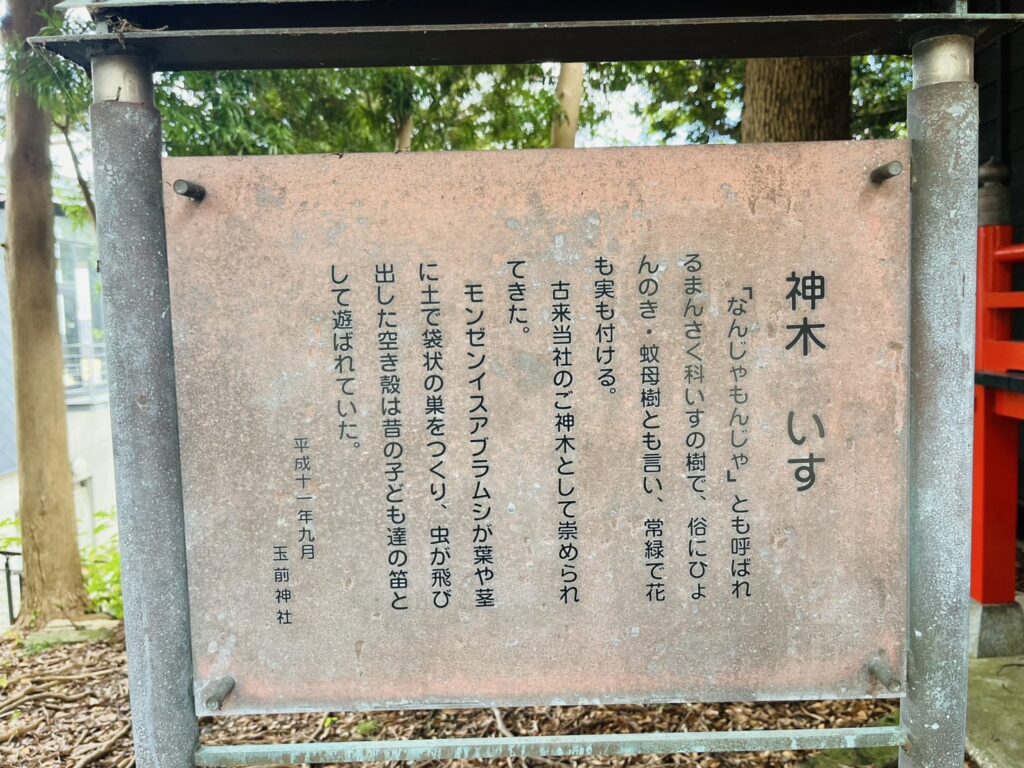 神木 いす
「なんじゃもんじゃ」とも呼ばれ
るまんさく科いすの樹で、俗にひょ
んのき・蚊母樹とも言い、常緑で花
も実も付ける。
古来当社のご神木として崇められ
てきた。
モンゼンイスアブラムシが葉や茎
に土で袋状の巣をつくり、虫が飛び
出した空き殻は昔の子ども達の笛と
して遊ばれていた。
平成十一年九月
玉前神社